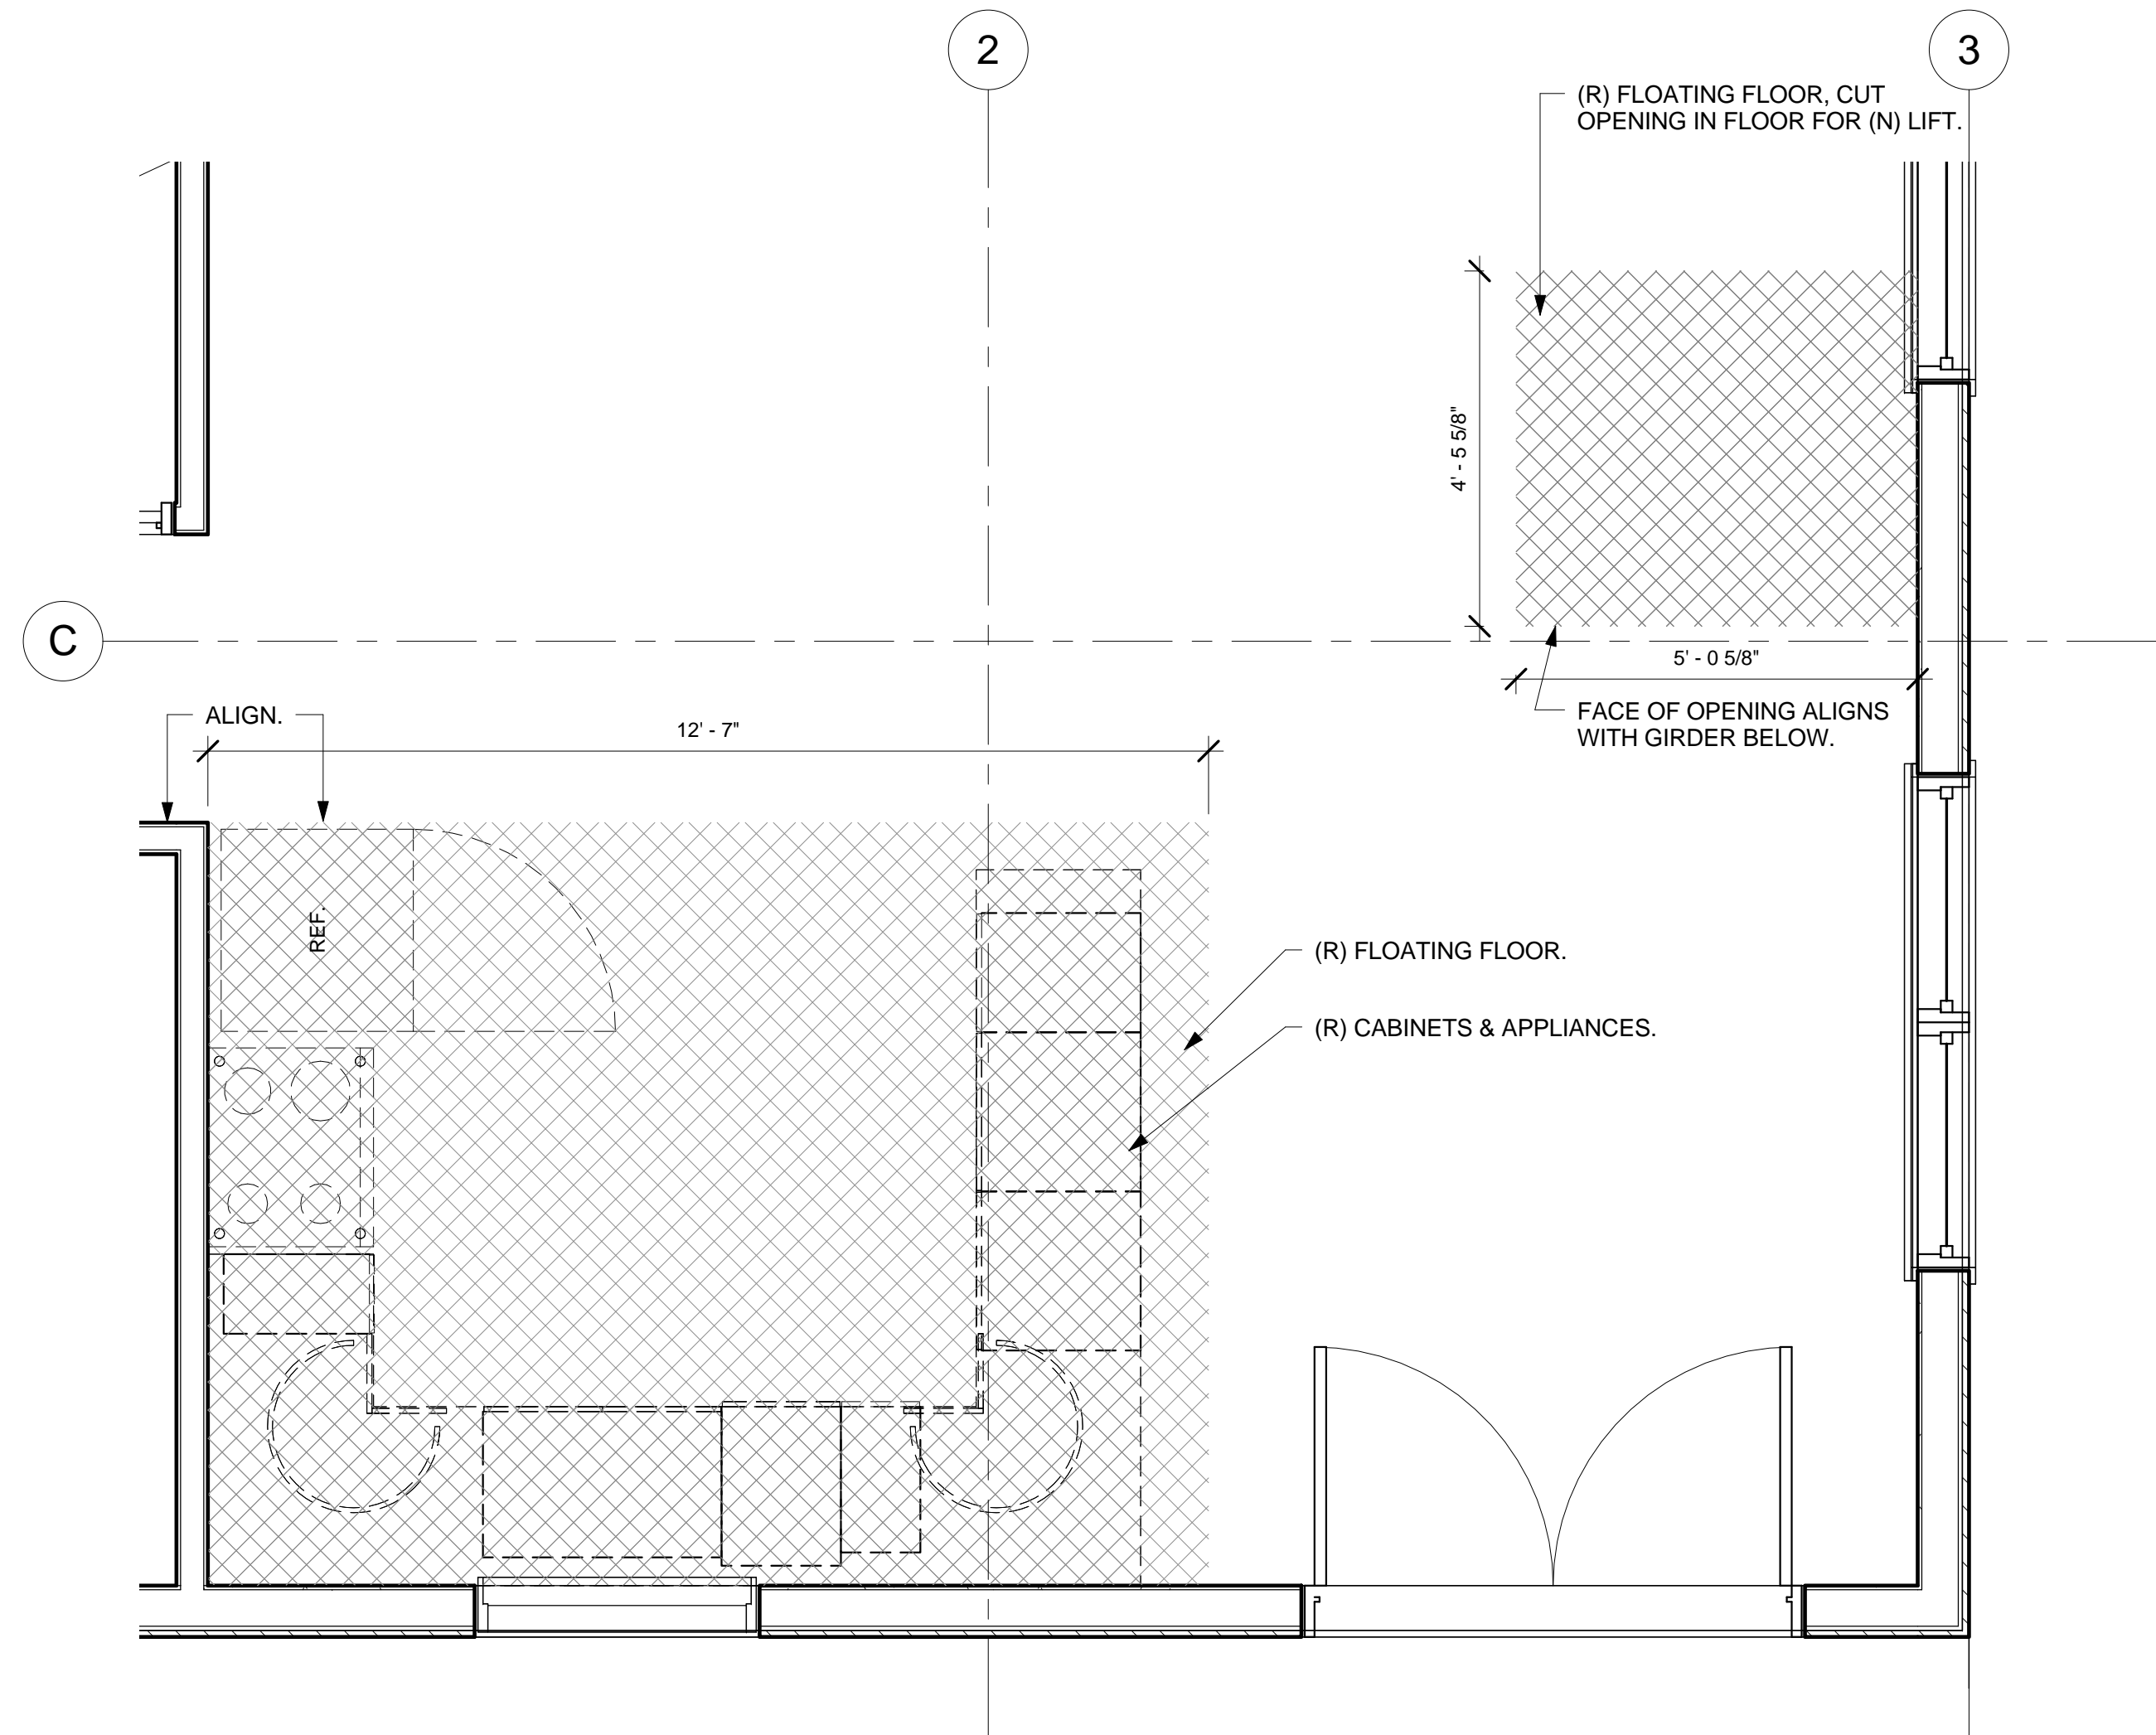 2
3
(R) FLOATING FLOOR, CUT
OPENING IN FLOOR FOR (N) LIFT.
4' - 5 5/8"
C
5' - 0 5/8"
FACE OF OPENING ALIGNS
WITH GIRDER BELOW.
ALIGN.
12' - 7"
REF.
(R) FLOATING FLOOR.
(R) CABINETS & APPLIANCES.